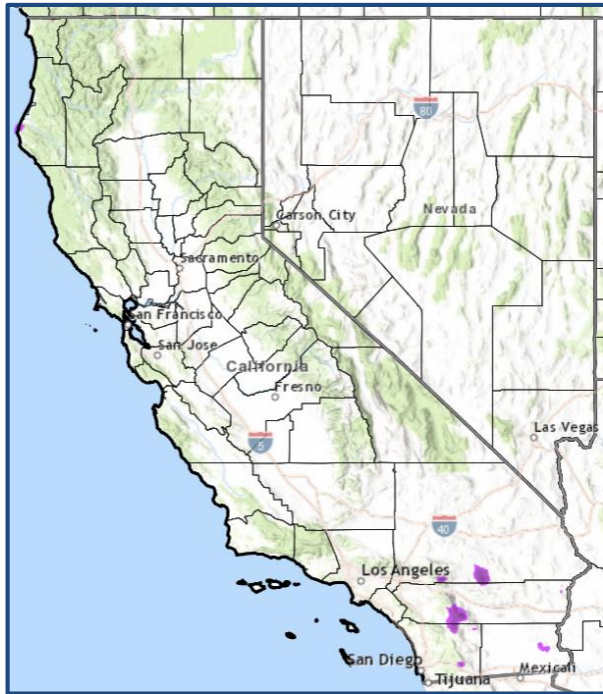 80
Nevada
Carson City
Sacramento
San Francisco
San Jose
California
Fresno
Las Vegas
5
40
Los Angeles
San Diego
Mexicali
Tijuana